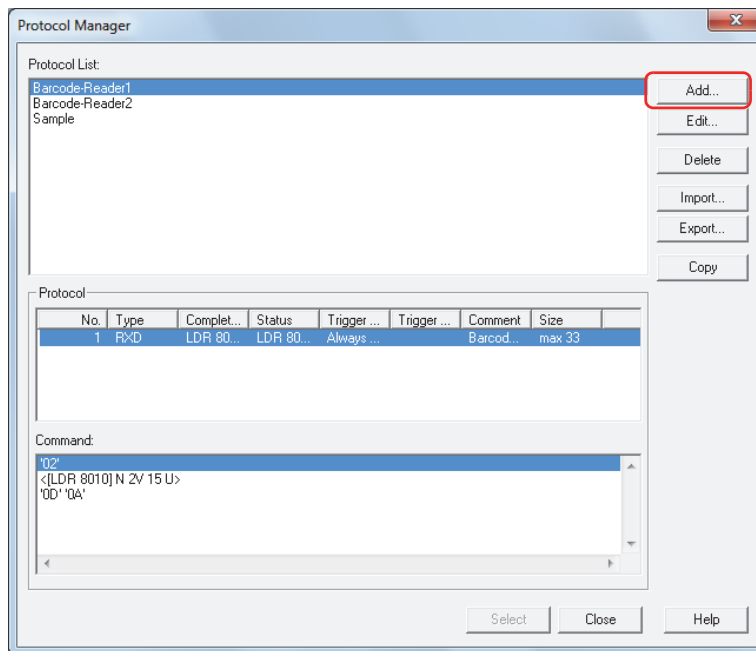 Protocol Manager
Protocol List:
Barcode-Reader1
Barcode-Reader2
Sample
Add...
Edit...
Delete
Import...
Export...
Copy
Protocol
No. Type Complet... Status Trigger ... Trigger ... Comment Size
1 RXD LDR 80... LDR 80... Always ... Barcod... max 33
Command:
'02'
<[LDR 8010] N 2V 15 U>
'0D' '0A'
Select Close Help